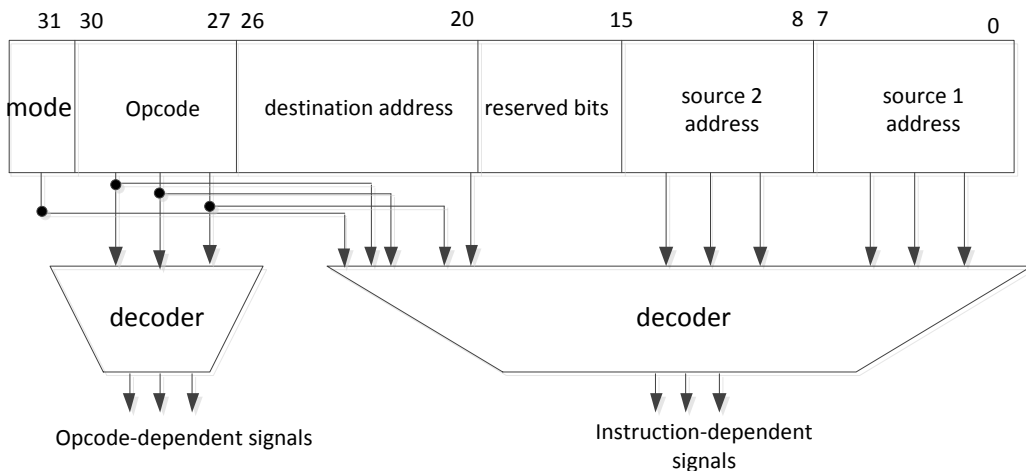 31 30 27 26 20 15 8 7 0
mode Opcode destination address reserved bits source 2 address source 1 address
decoder decoder
Opcode-dependent signals Instruction-dependent signals